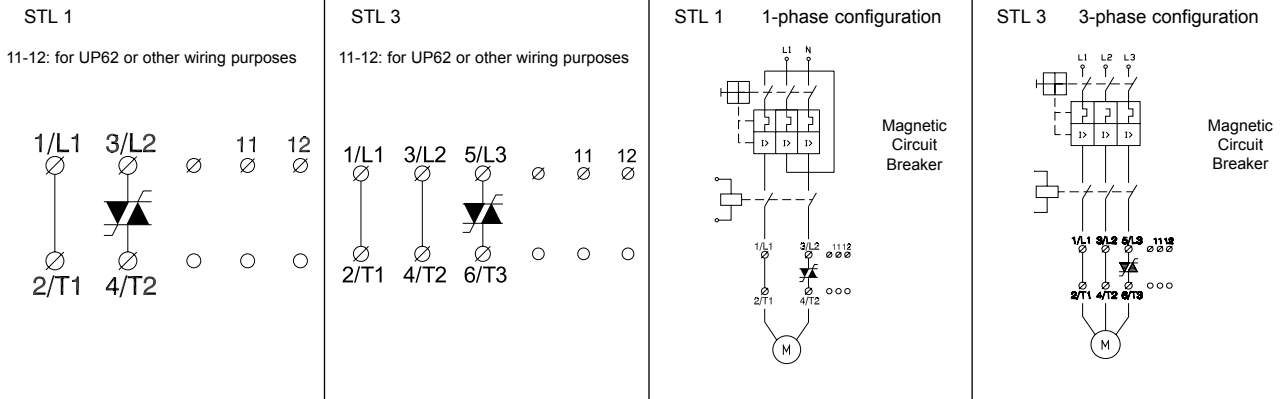 STL 1
11-12: for UP62 or other wiring purposes
1/L1 3/L2 11 12
2/T1 4/T2
STL 3
11-12: for UP62 or other wiring purposes
1/L1 3/L2 5/L3 11 12
2/T1 4/T2 6/T3
STL 1 1-phase configuration
L1 N
I> I> I>
Magnetic
Circuit
Breaker
1/L1 3/L2 11 12
2/T1 4/T2
M
STL 3 3-phase configuration
L1 L2 L3
I> I> I>
Magnetic
Circuit
Breaker
1/L1 3/L2 5/L3 11 12
2/T1 4/T2 6/T3
M